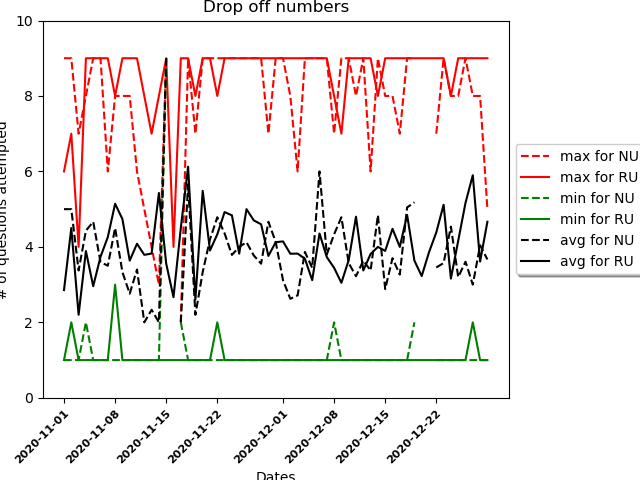 Drop off numbers
# of questions attempted
10
8
6
4
2
0
2020-11-01
2020-11-08
2020-11-15
2020-11-22
2020-12-01
2020-12-08
2020-12-15
2020-12-22
Dates
max for NU
max for RU
min for NU
min for RU
avg for NU
avg for RU